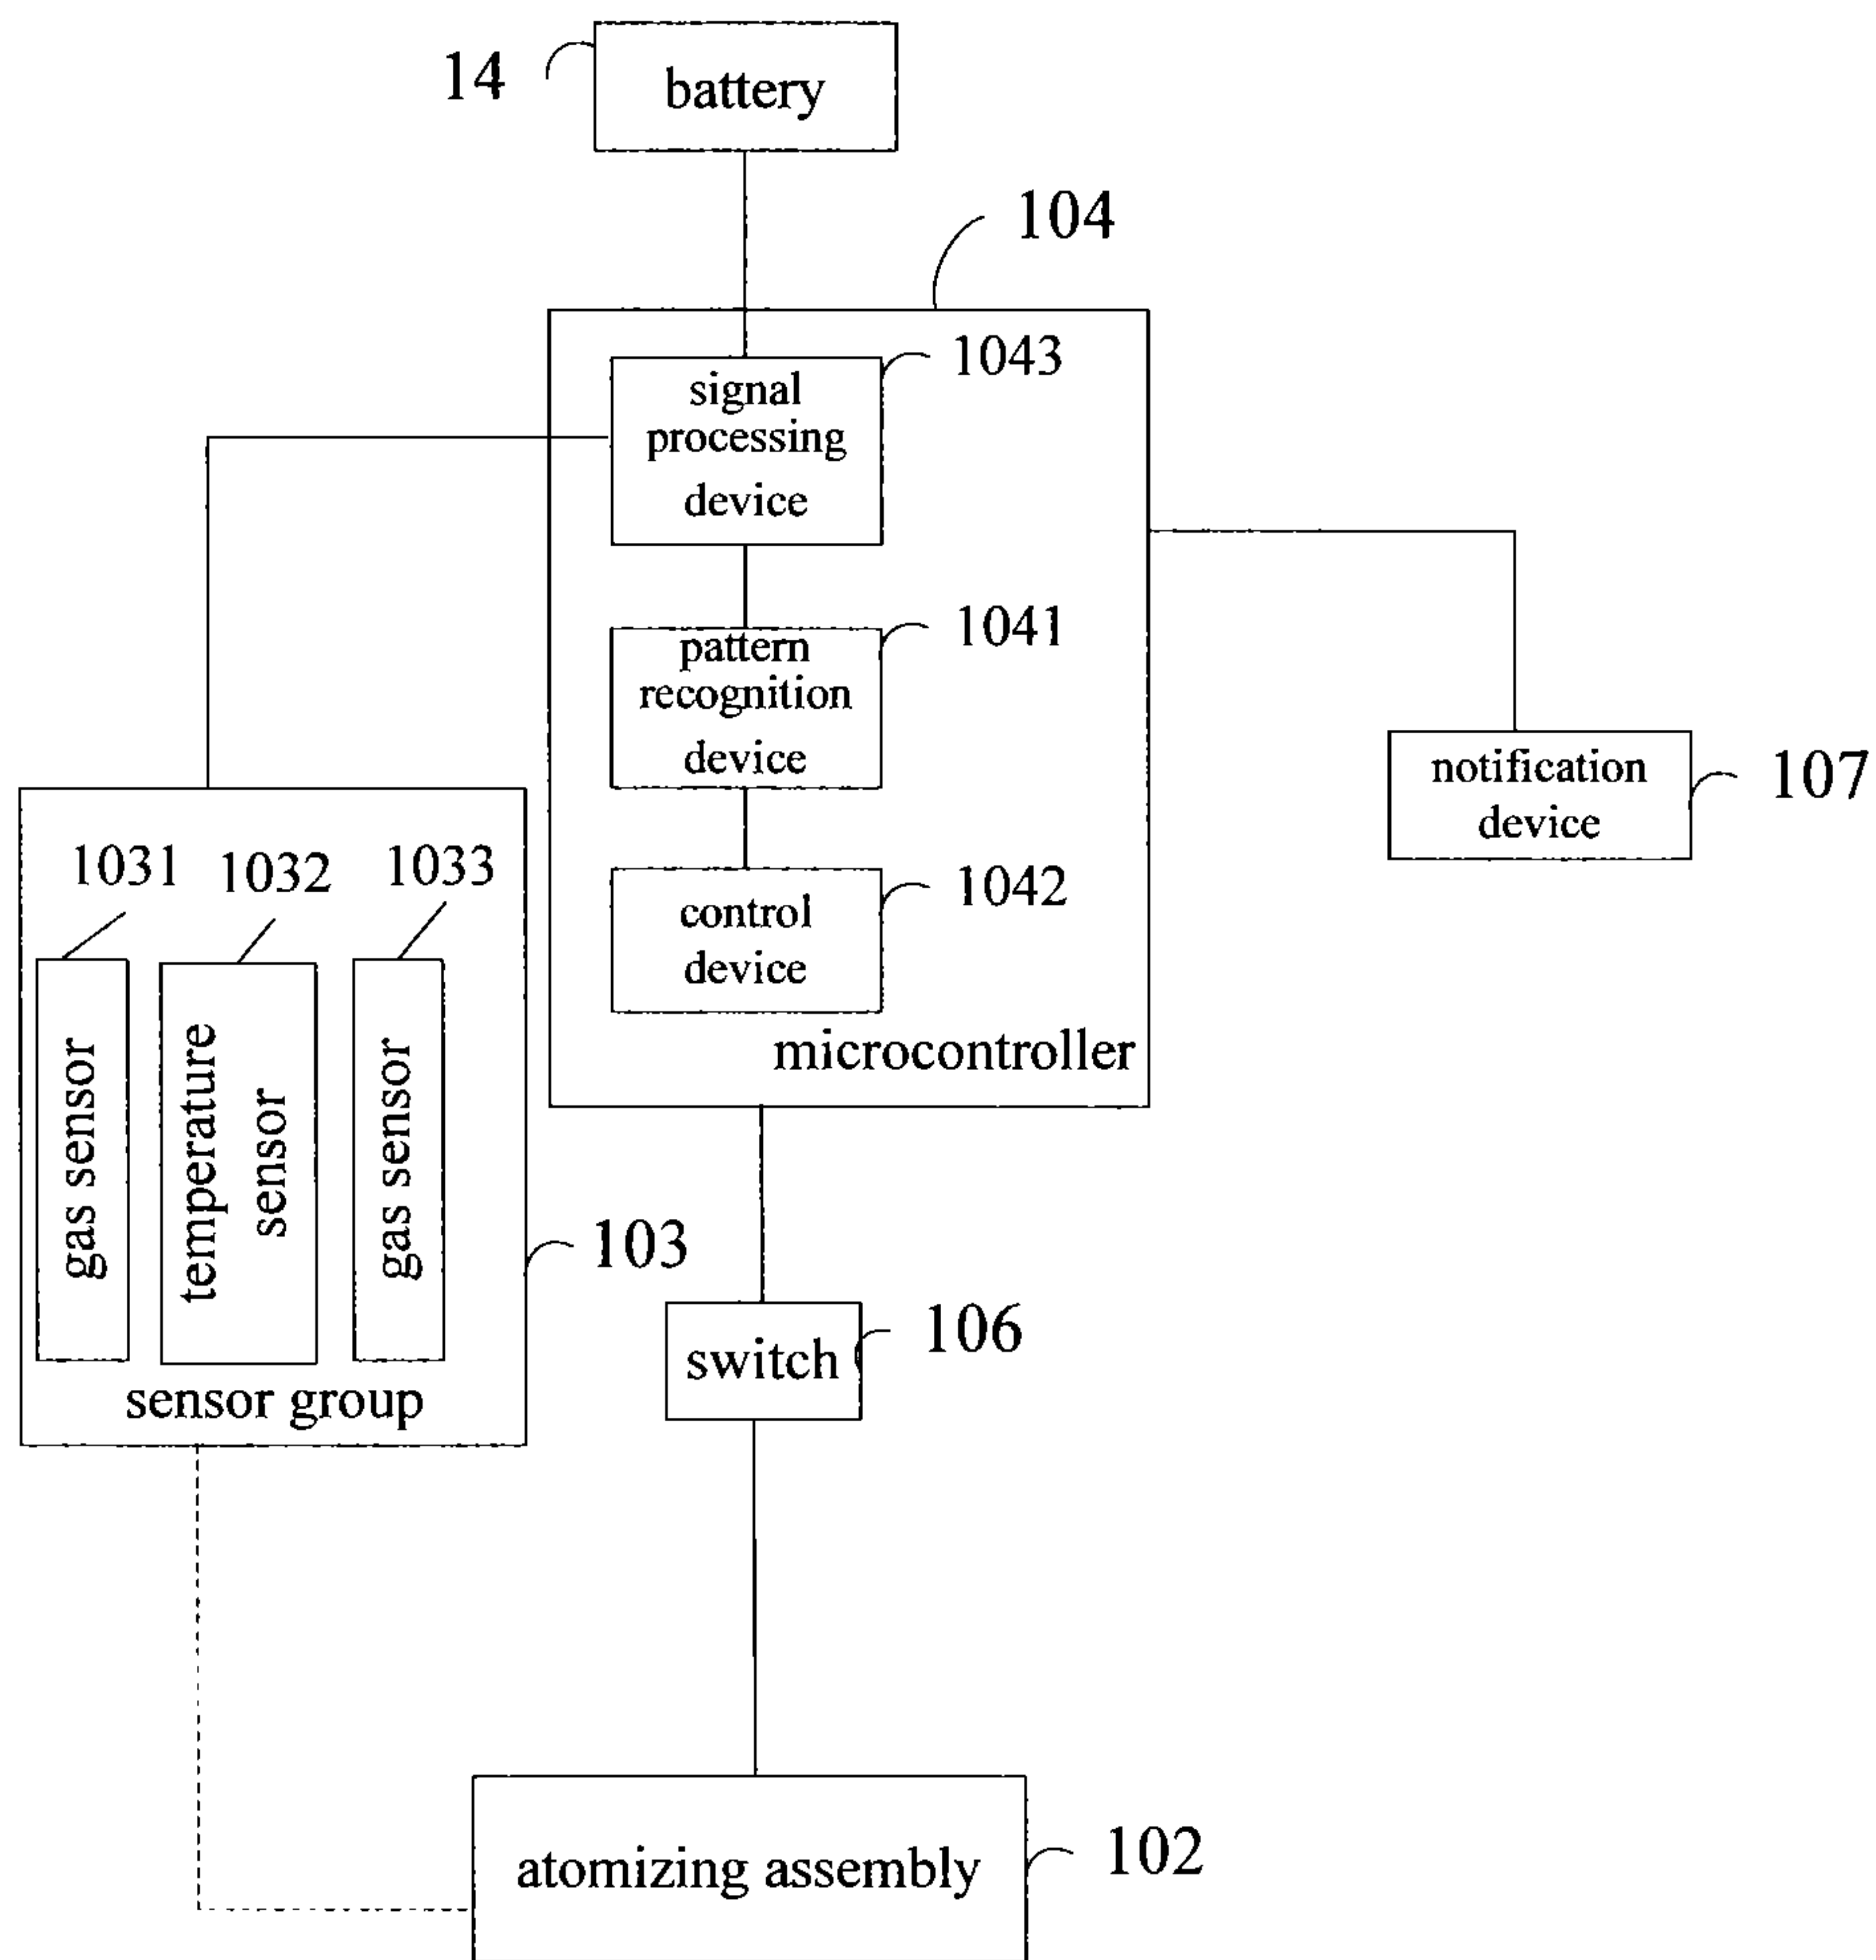 14
battery
104
1043
signal
processing
device
1041
pattern
recognition
device
1042
control
device
microcontroller
notification
device
107
1031
1032
1033
gas sensor
temperature
sensor
gas sensor
sensor group
103
106
switch
atomizing assembly
102